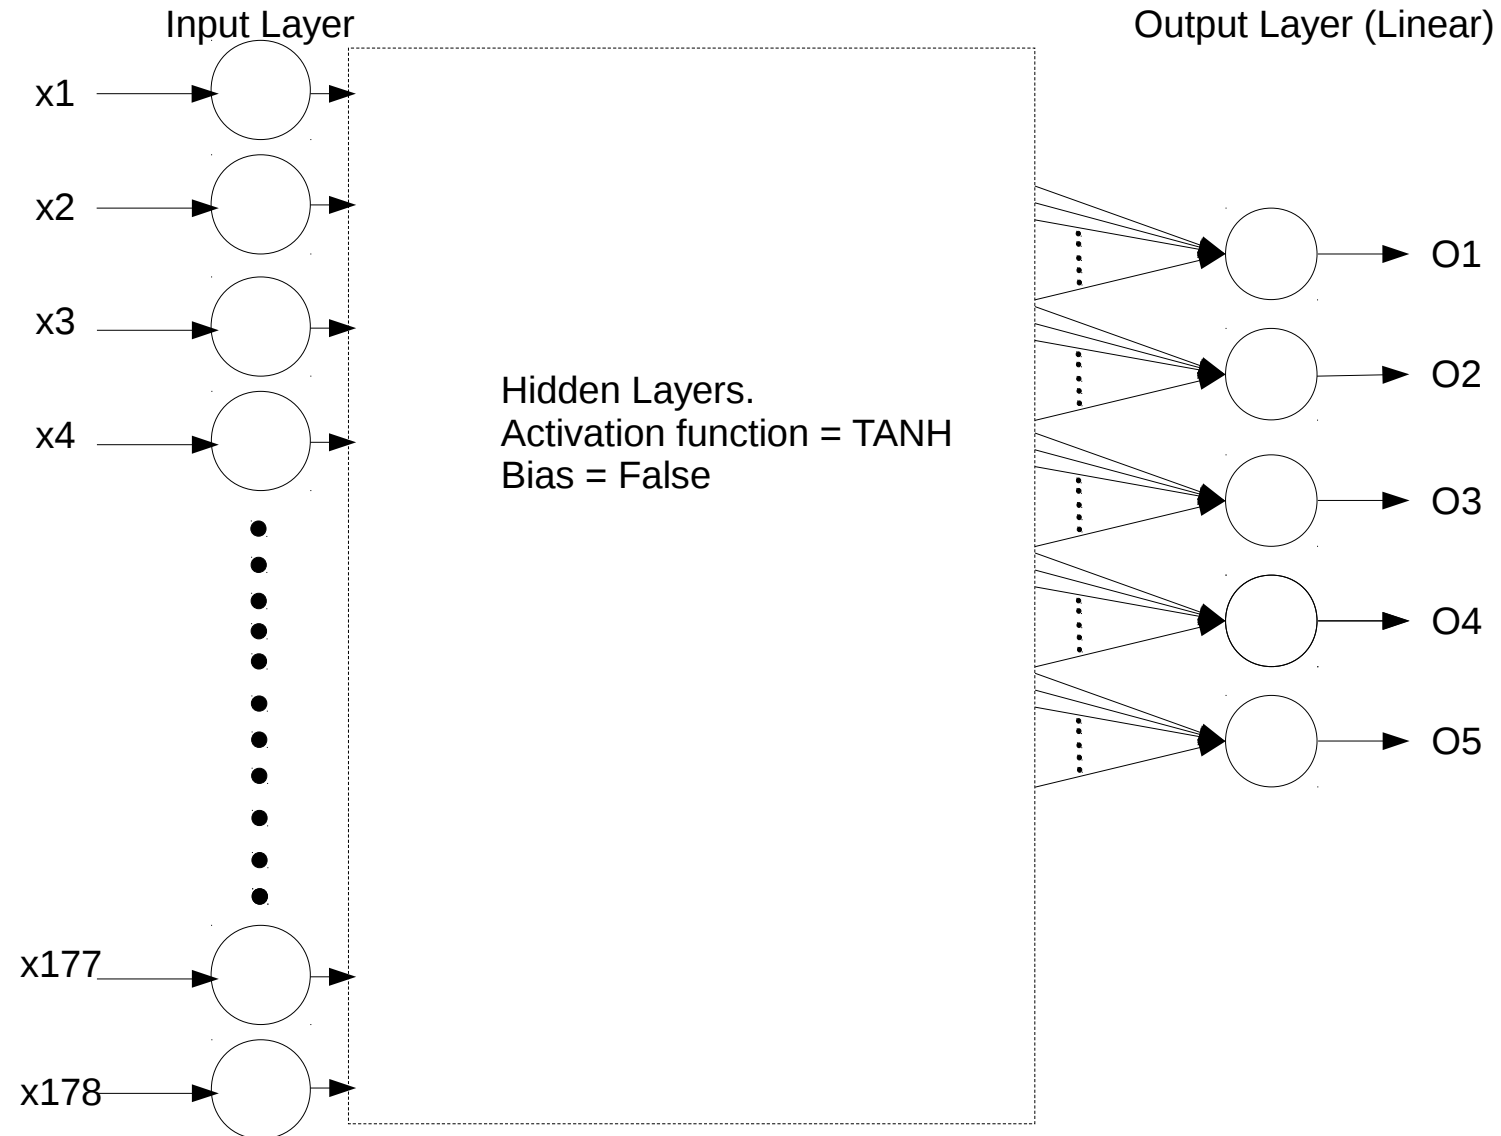 Input Layer
Output Layer (Linear)
x1
x2
x3
x4
x177
x178
Hidden Layers.
Activation function = TANH
Bias = False
O1
O2
O3
O4
O5